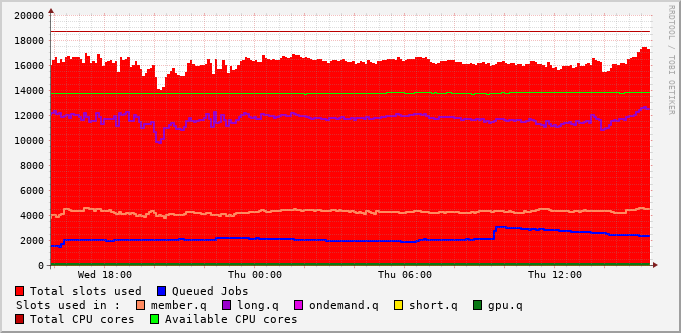 20000
18000
16000
14000
12000
10000
8000
6000
4000
2000
0
Wed 18:00 Thu 00:00 Thu 06:00 Thu 12:00
RRDTOOL / TOBI OETIKER
Total slots used Queued Jobs
Slots used in : member.q long.q ondemand.q short.q gpu.q
Total CPU cores Available CPU cores